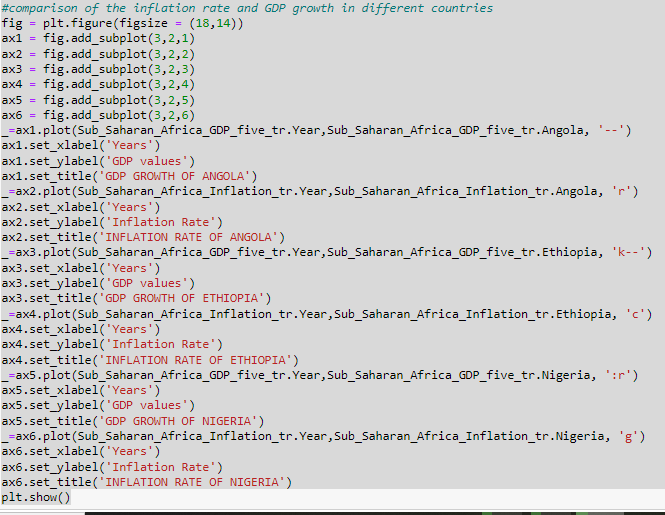 #comparison of the inflation rate and GDP growth in different countries
fig = plt.figure(figsize = (18,14))
ax1 = fig.add_subplot(3,2,1)
ax2 = fig.add_subplot(3,2,2)
ax3 = fig.add_subplot(3,2,3)
ax4 = fig.add_subplot(3,2,4)
ax5 = fig.add_subplot(3,2,5)
ax6 = fig.add_subplot(3,2,6)
_=ax1.plot(Sub_Saharan_Africa_GDP_five_tr.Year,Sub_Saharan_Africa_GDP_five_tr.Angola, '--')
ax1.set_xlabel('Years')
ax1.set_ylabel('GDP values')
ax1.set_title('GDP GROWTH OF ANGOLA')
_=ax2.plot(Sub_Saharan_Africa_Inflation_tr.Year,Sub_Saharan_Africa_Inflation_tr.Angola, 'r')
ax2.set_xlabel('Years')
ax2.set_ylabel('Inflation Rate')
ax2.set_title('INFLATION RATE OF ANGOLA')
_=ax3.plot(Sub_Saharan_Africa_GDP_five_tr.Year,Sub_Saharan_Africa_GDP_five_tr.Ethiopia, 'k--')
ax3.set_xlabel('Years')
ax3.set_ylabel('GDP values')
ax3.set_title('GDP GROWTH OF ETHIOPIA')
_=ax4.plot(Sub_Saharan_Africa_Inflation_tr.Year,Sub_Saharan_Africa_Inflation_tr.Ethiopia, 'c')
ax4.set_xlabel('Years')
ax4.set_ylabel('Inflation Rate')
ax4.set_title('INFLATION RATE OF ETHIOPIA')
_=ax5.plot(Sub_Saharan_Africa_GDP_five_tr.Year,Sub_Saharan_Africa_GDP_five_tr.Nigeria, ':r')
ax5.set_xlabel('Years')
ax5.set_ylabel('GDP values')
ax5.set_title('GDP GROWTH OF NIGERIA')
_=ax6.plot(Sub_Saharan_Africa_Inflation_tr.Year,Sub_Saharan_Africa_Inflation_tr.Nigeria, 'g')
ax6.set_xlabel('Years')
ax6.set_ylabel('Inflation Rate')
ax6.set_title('INFLATION RATE OF NIGERIA')
plt.show()